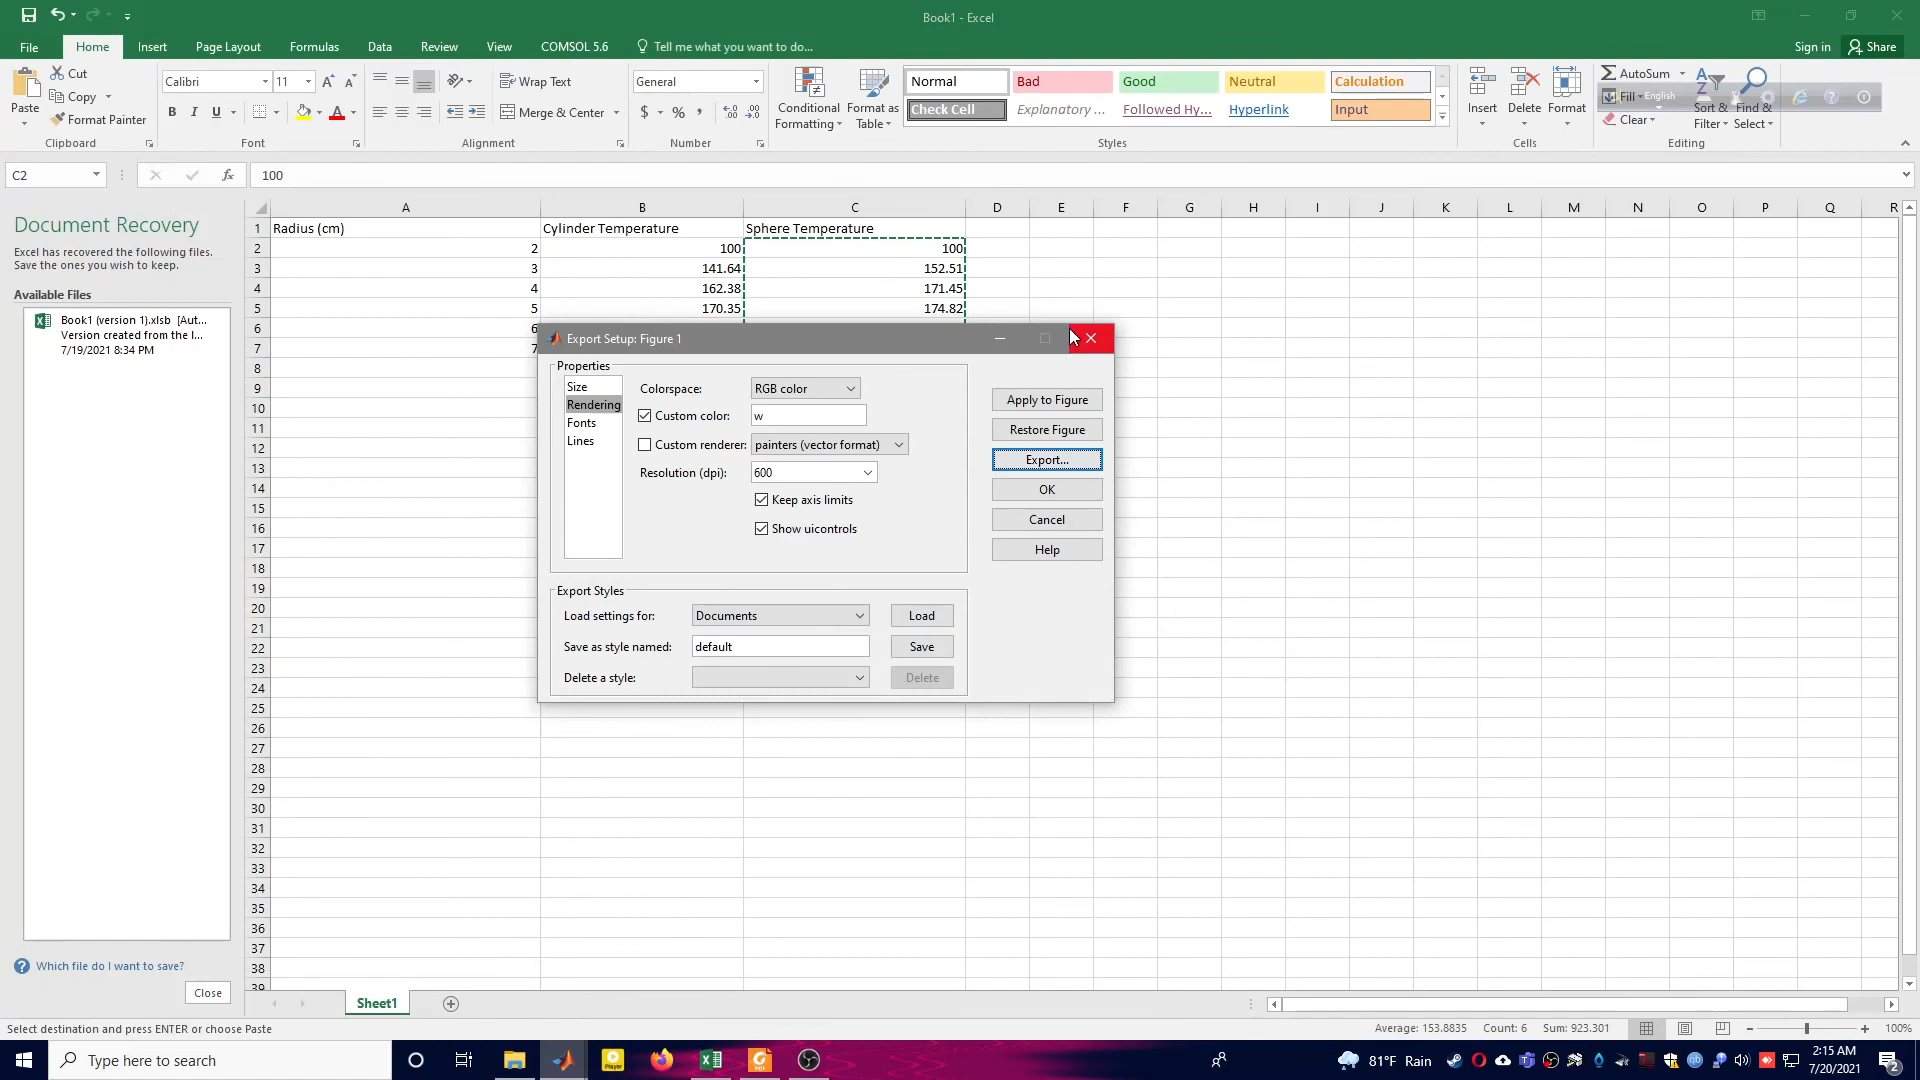 Book1 - Excel
File
Home
Insert
Page Layout
Formulas
Data
Review
View
COMSOL 5.6
Tell me what you want to do...
Sign in
Share
Paste
Cut
Copy
Format Painter
Clipboard
Calibri
11
B
I
U
Font
Wrap Text
Merge & Center
Alignment
General
$
%
Number
Conditional
Formatting
Format as
Table
Normal
Bad
Good
Neutral
Calculation
Check Cell
Explanatory ...
Followed Hy...
Hyperlink
Input
Styles
Insert
Delete
Format
Cells
AutoSum
Fill
English
Clear
Sort &
Filter
Find &
Select
Editing
C2
fx
100
Document Recovery
Excel has recovered the following files.
Save the ones you wish to keep.
Available Files
Book1 (version 1).xlsb [Aut...
Version created from the l...
7/19/2021 8:34 PM
Which file do I want to save?
Close
A B C D E F G H I J K L M N O P Q R
1 Radius (cm) Cylinder Temperature Sphere Temperature
2 2 100 100
3 3 141.64 152.51
4 4 162.38 171.45
5 5 170.35 174.82
6 6
7 7
8
9
10
11
12
13
14
15
16
17
18
19
20
21
22
23
24
25
26
27
28
29
30
31
32
33
34
35
36
37
38
39
Export Setup: Figure 1
Properties
Size
Rendering
Fonts
Lines
Colorspace: RGB color
Custom color: w
Custom renderer: painters (vector format)
Resolution (dpi): 600
Keep axis limits
Show uicontrols
Apply to Figure
Restore Figure
Export...
OK
Cancel
Help
Export Styles
Load settings for: Documents Load
Save as style named: default Save
Delete a style: Delete
Sheet1
Select destination and press ENTER or choose Paste
Average: 153.8835 Count: 6 Sum: 923.301
100%
Type here to search
81°F Rain
2:15 AM
7/20/2021
2